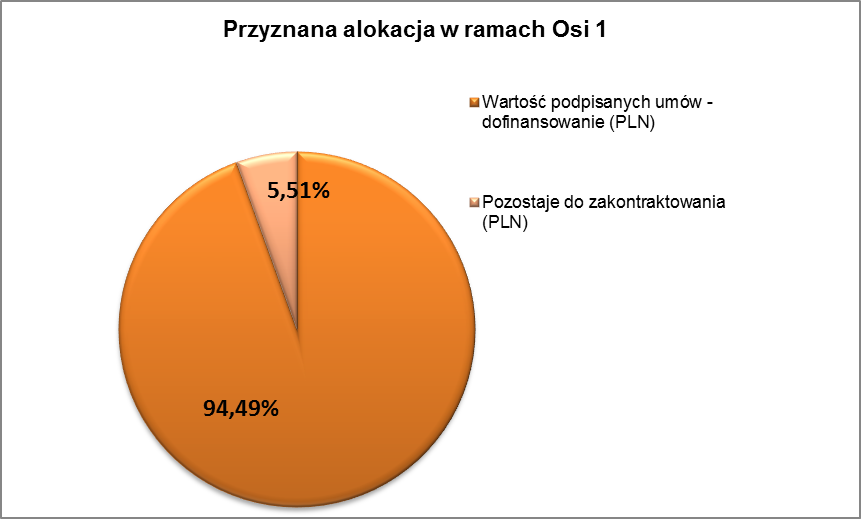 Przyznana alokacja w ramach Osi 1
Wartość podpisanych umów -
dofinansowanie (PLN)
Pozostaje do zakontraktowania
(PLN)
5,51%
94,49%